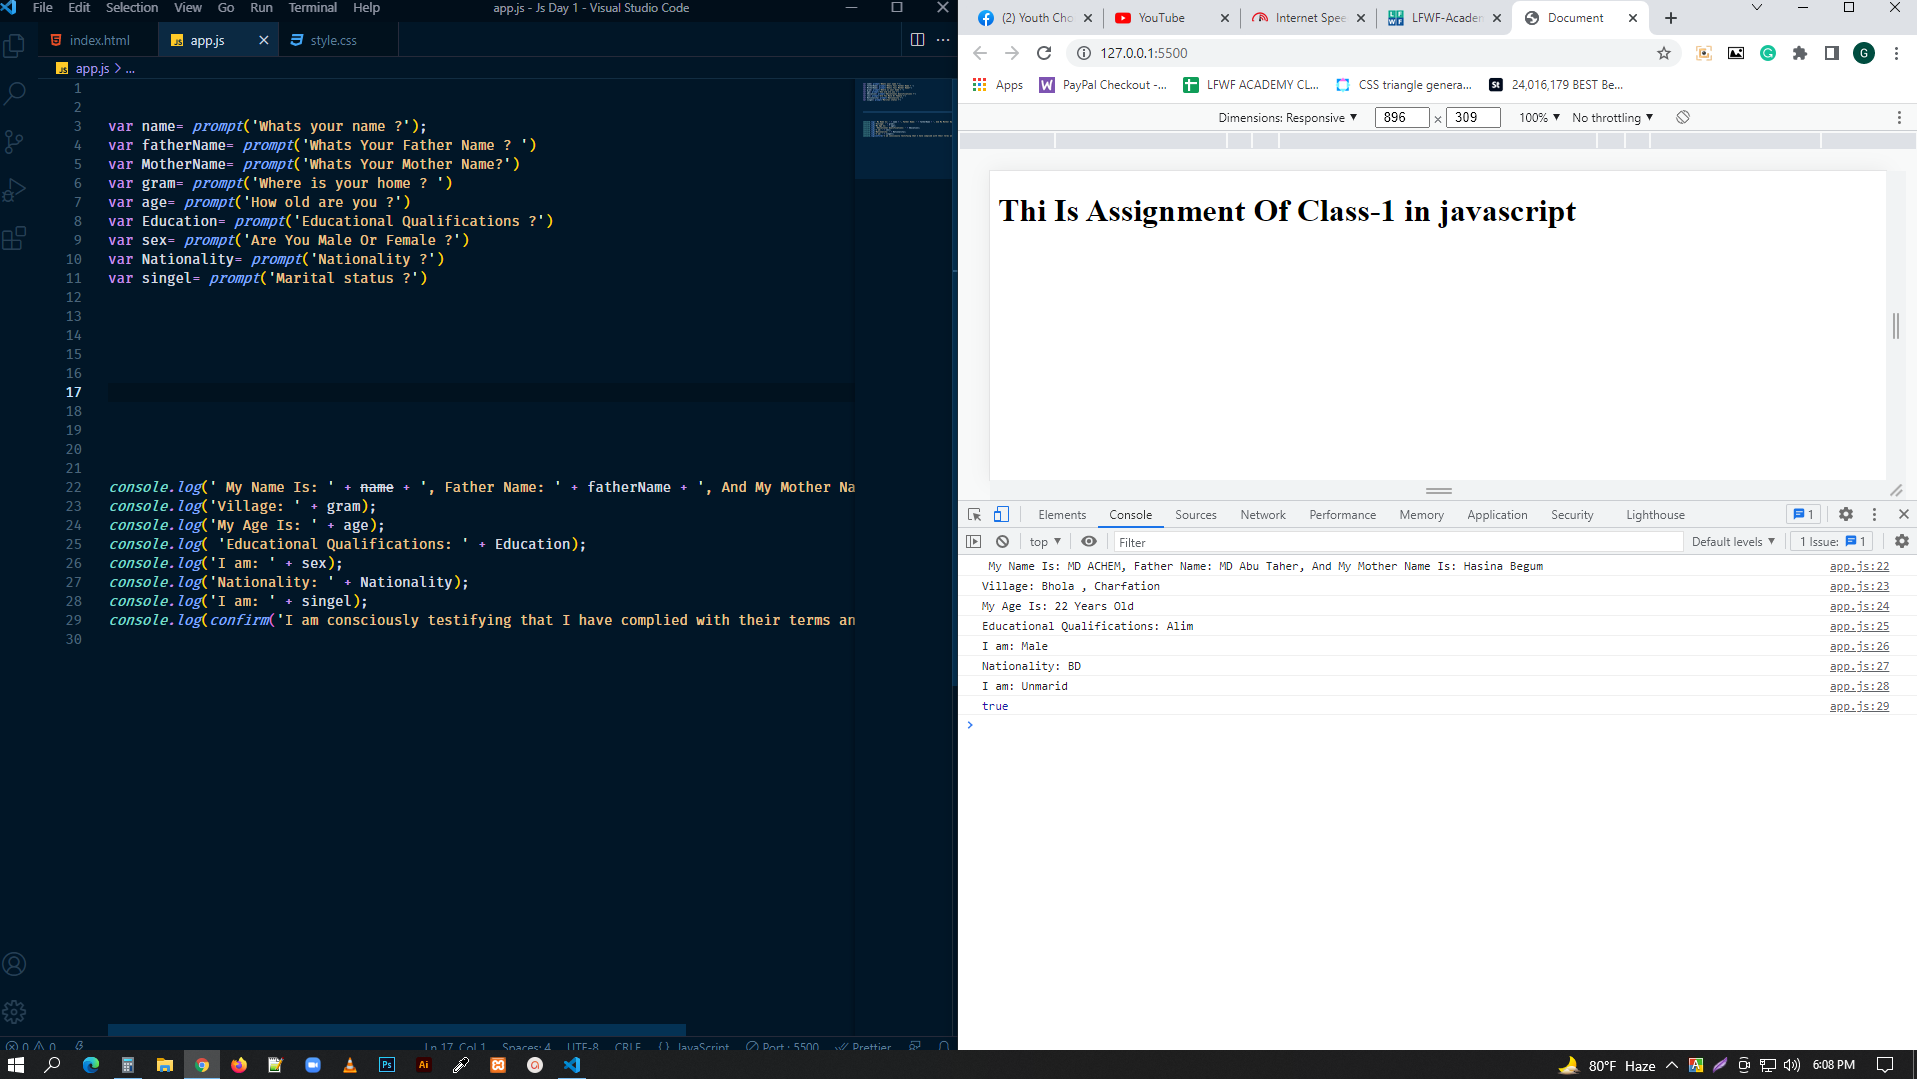 File Edit Selection View Go Run Terminal Help app.js - Js Day 1 - Visual Studio Code
index.html app.js style.css
app.js > ...
1
2
3 var name= prompt('Whats your name ?');
4 var fatherName= prompt('Whats Your Father Name ? ')
5 var MotherName= prompt('Whats Your Mother Name?')
6 var gram= prompt('Where is your home ? ')
7 var age= prompt('How old are you ?')
8 var Education= prompt('Educational Qualifications ?')
9 var sex= prompt('Are You Male Or Female ?')
10 var Nationality= prompt('Nationality ?')
11 var singel= prompt('Marital status ?')
12
13
14
15
16
17
18
19
20
21
22 console.log(' My Name Is: ' + name + ', Father Name: ' + fatherName + ', And My Mother Na
23 console.log('Village: ' + gram);
24 console.log('My Age Is: ' + age);
25 console.log( 'Educational Qualifications: ' + Education);
26 console.log('I am: ' + sex);
27 console.log('Nationality: ' + Nationality);
28 console.log('I am: ' + singel);
29 console.log(confirm('I am consciously testifying that I have complied with their terms an
30
0 0 Ln 17, Col 1 Spaces: 4 UTF-8 CRLF {} JavaScript Port : 5500 Prettier
(2) Youth Cho YouTube Internet Spee LFWF-Acaden Document
127.0.0.1:5500 G
Apps PayPal Checkout -... LFWF ACADEMY CL... CSS triangle genera... St 24,016,179 BEST Be...
Dimensions: Responsive 896 × 309 100% No throttling
Thi Is Assignment Of Class-1 in javascript
Elements Console Sources Network Performance Memory Application Security Lighthouse 1
top Filter Default levels 1 Issue: 1
My Name Is: MD ACHEM, Father Name: MD Abu Taher, And My Mother Name Is: Hasina Begum app.js:22
Village: Bhola , Charfation app.js:23
My Age Is: 22 Years Old app.js:24
Educational Qualifications: Alim app.js:25
I am: Male app.js:26
Nationality: BD app.js:27
I am: Unmarid app.js:28
true app.js:29
>
Ps Ai 80°F Haze 6:08 PM